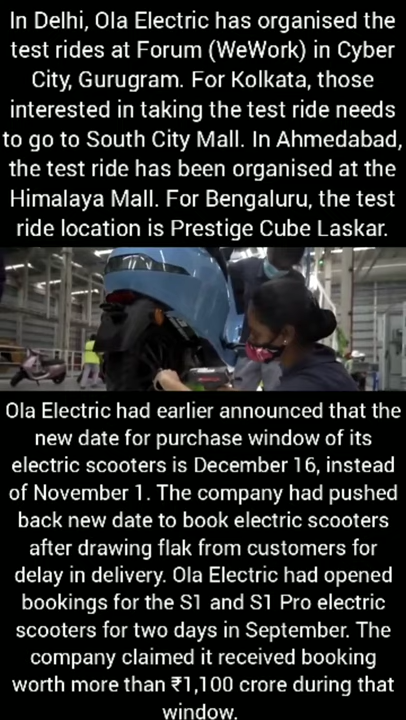 In Delhi, Ola Electric has organised the
test rides at Forum (WeWork) in Cyber
City, Gurugram. For Kolkata, those
interested in taking the test ride needs
to go to South City Mall. In Ahmedabad,
the test ride has been organised at the
Himalaya Mall. For Bengaluru, the test
ride location is Prestige Cube Laskar.
Ola Electric had earlier announced that the
new date for purchase window of its
electric scooters is December 16, instead
of November 1. The company had pushed
back new date to book electric scooters
after drawing flak from customers for
delay in delivery. Ola Electric had opened
bookings for the S1 and S1 Pro electric
scooters for two days in September. The
company claimed it received booking
worth more than ₹1,100 crore during that
window.